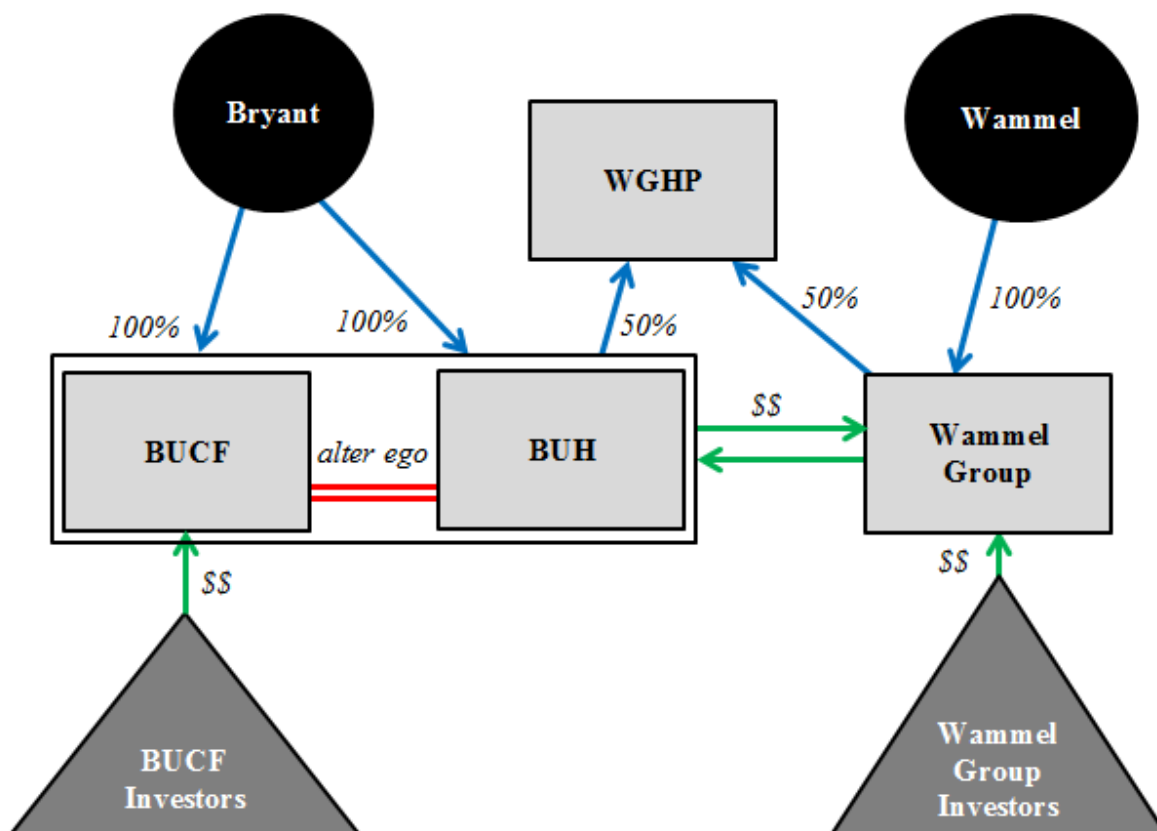 Bryant
Wammel
WGHP
100%
100%
50%
50%
100%
BUCF
alter ego
BUH
$$
Wammel
Group
$$
$$
BUCF
Investors
Wammel
Group
Investors